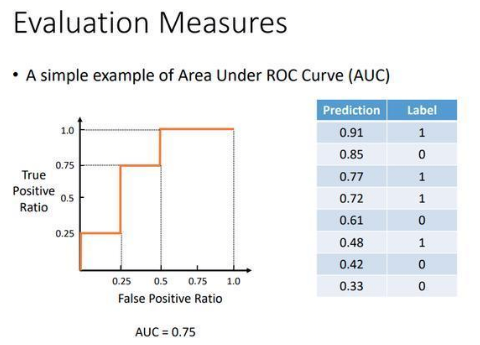 Evaluation Measures
• A simple example of Area Under ROC Curve (AUC)
True
Positive
Ratio
1.0
0.75
0.5
0.25
0.25 0.5 0.75 1.0
False Positive Ratio
AUC = 0.75
Prediction Label
0.91 1
0.85 0
0.77 1
0.72 1
0.61 0
0.48 1
0.42 0
0.33 0